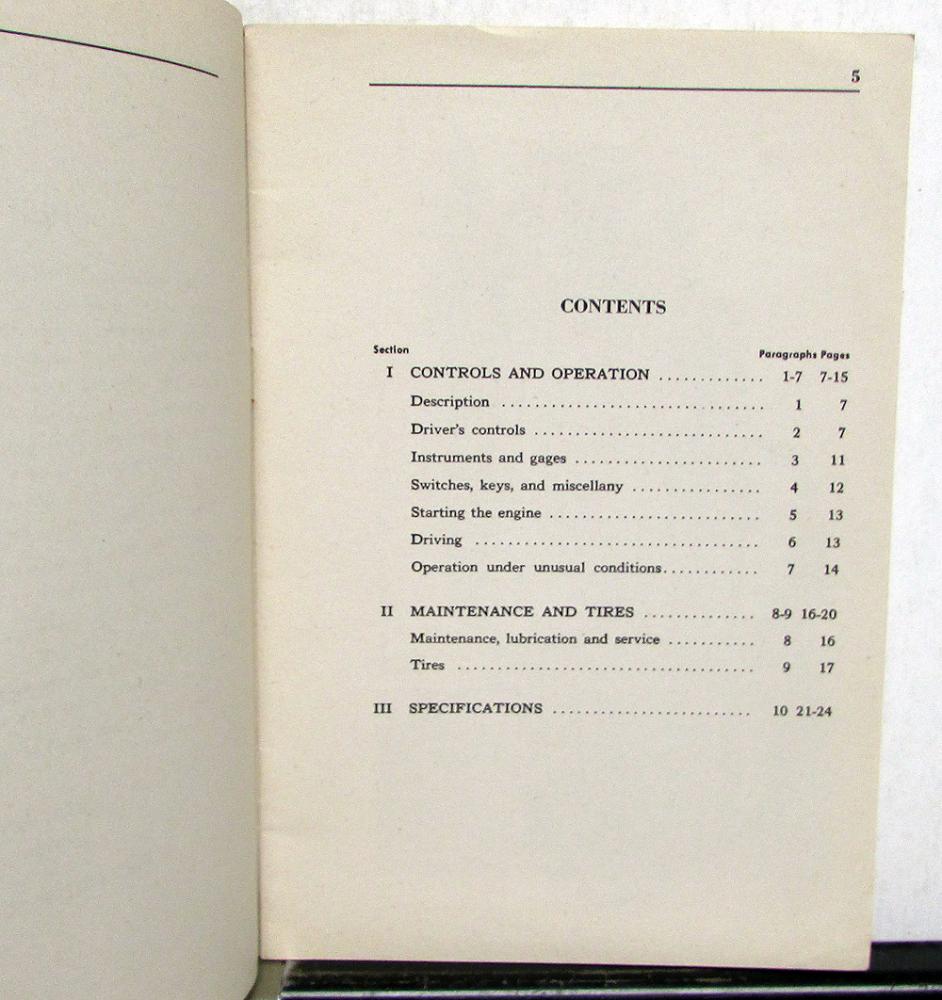 5
CONTENTS
Section Paragraphs Pages
I CONTROLS AND OPERATION ............. 1-7 7-15
Description ................................. 1 7
Driver's controls ............................. 2 7
Instruments and gages ....................... 3 11
Switches, keys, and miscellany ................ 4 12
Starting the engine .......................... 5 13
Driving ................................... 6 13
Operation under unusual conditions............ 7 14
II MAINTENANCE AND TIRES .............. 8-9 16-20
Maintenance, lubrication and service ........... 8 16
Tires ..................................... 9 17
III SPECIFICATIONS ......................... 10 21-24